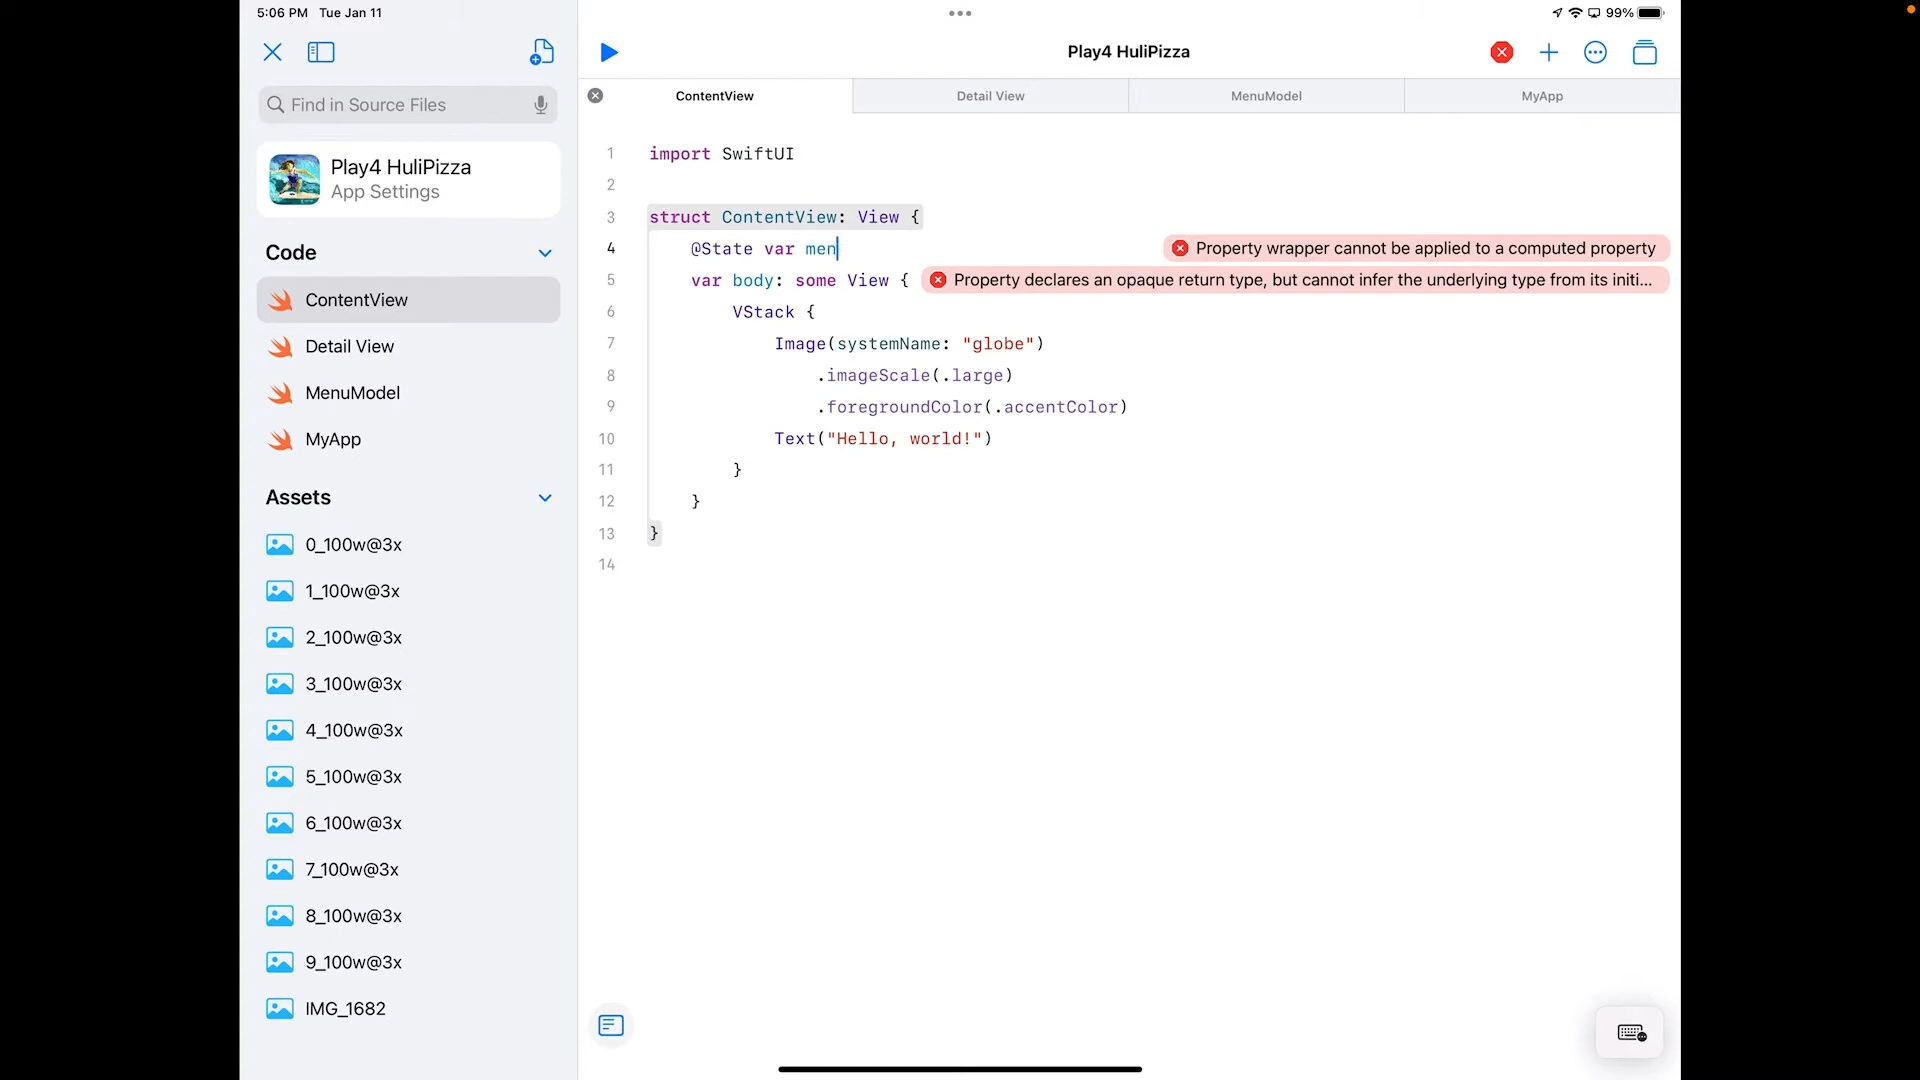 5:06 PM Tue Jan 11
99%
Play4 HuliPizza
Find in Source Files
Play4 HuliPizza
App Settings
Code
ContentView
Detail View
MenuModel
MyApp
Assets
0_100w@3x
1_100w@3x
2_100w@3x
3_100w@3x
4_100w@3x
5_100w@3x
6_100w@3x
7_100w@3x
8_100w@3x
9_100w@3x
IMG_1682
ContentView Detail View MenuModel MyApp
1 import SwiftUI
2
3 struct ContentView: View {
4 @State var men Property wrapper cannot be applied to a computed property
5 var body: some View { Property declares an opaque return type, but cannot infer the underlying type from its initi...
6 VStack {
7 Image(systemName: "globe")
8 .imageScale(.large)
9 .foregroundColor(.accentColor)
10 Text("Hello, world!")
11 }
12 }
13 }
14